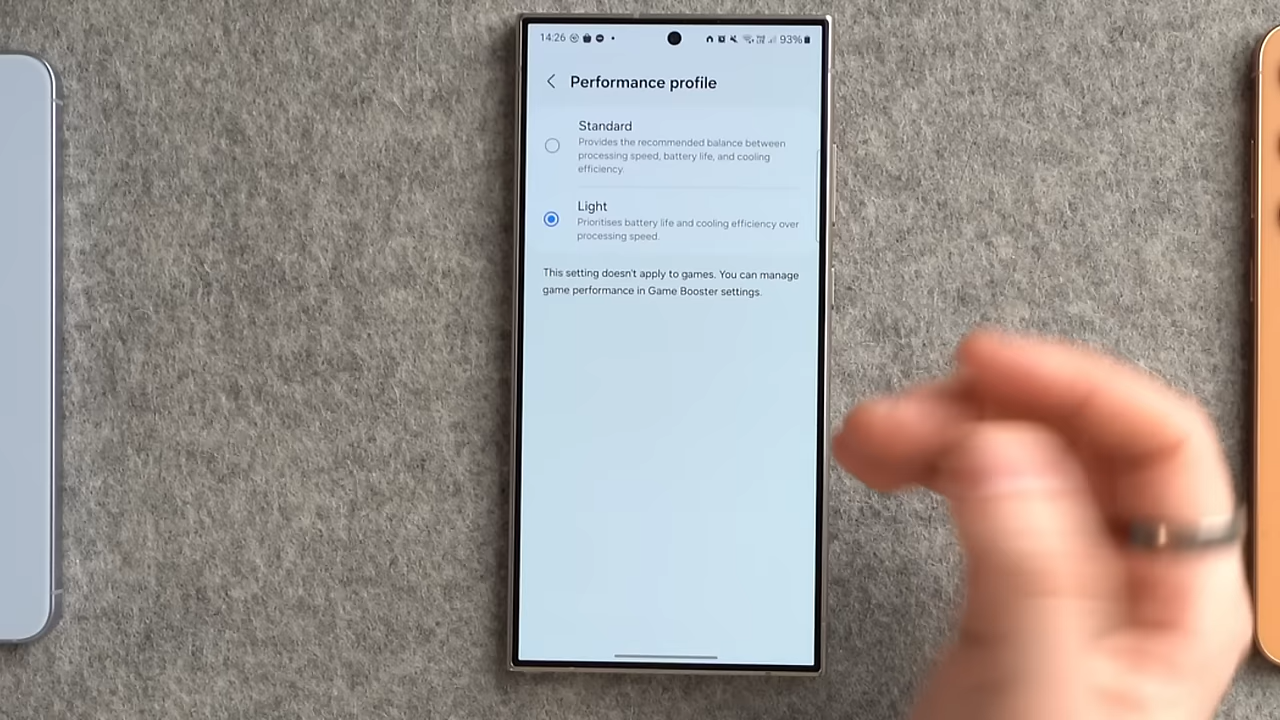 14:26 93%
Performance profile
Standard
Provides the recommended balance between
processing speed, battery life, and cooling
efficiency.
Light
Prioritises battery life and cooling efficiency over
processing speed.
This setting doesn't apply to games. You can manage
game performance in Game Booster settings.